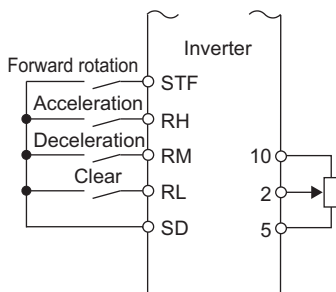 Inverter
Forward rotation
STF
Acceleration
RH
Deceleration
RM
10
Clear
RL
2
SD
5